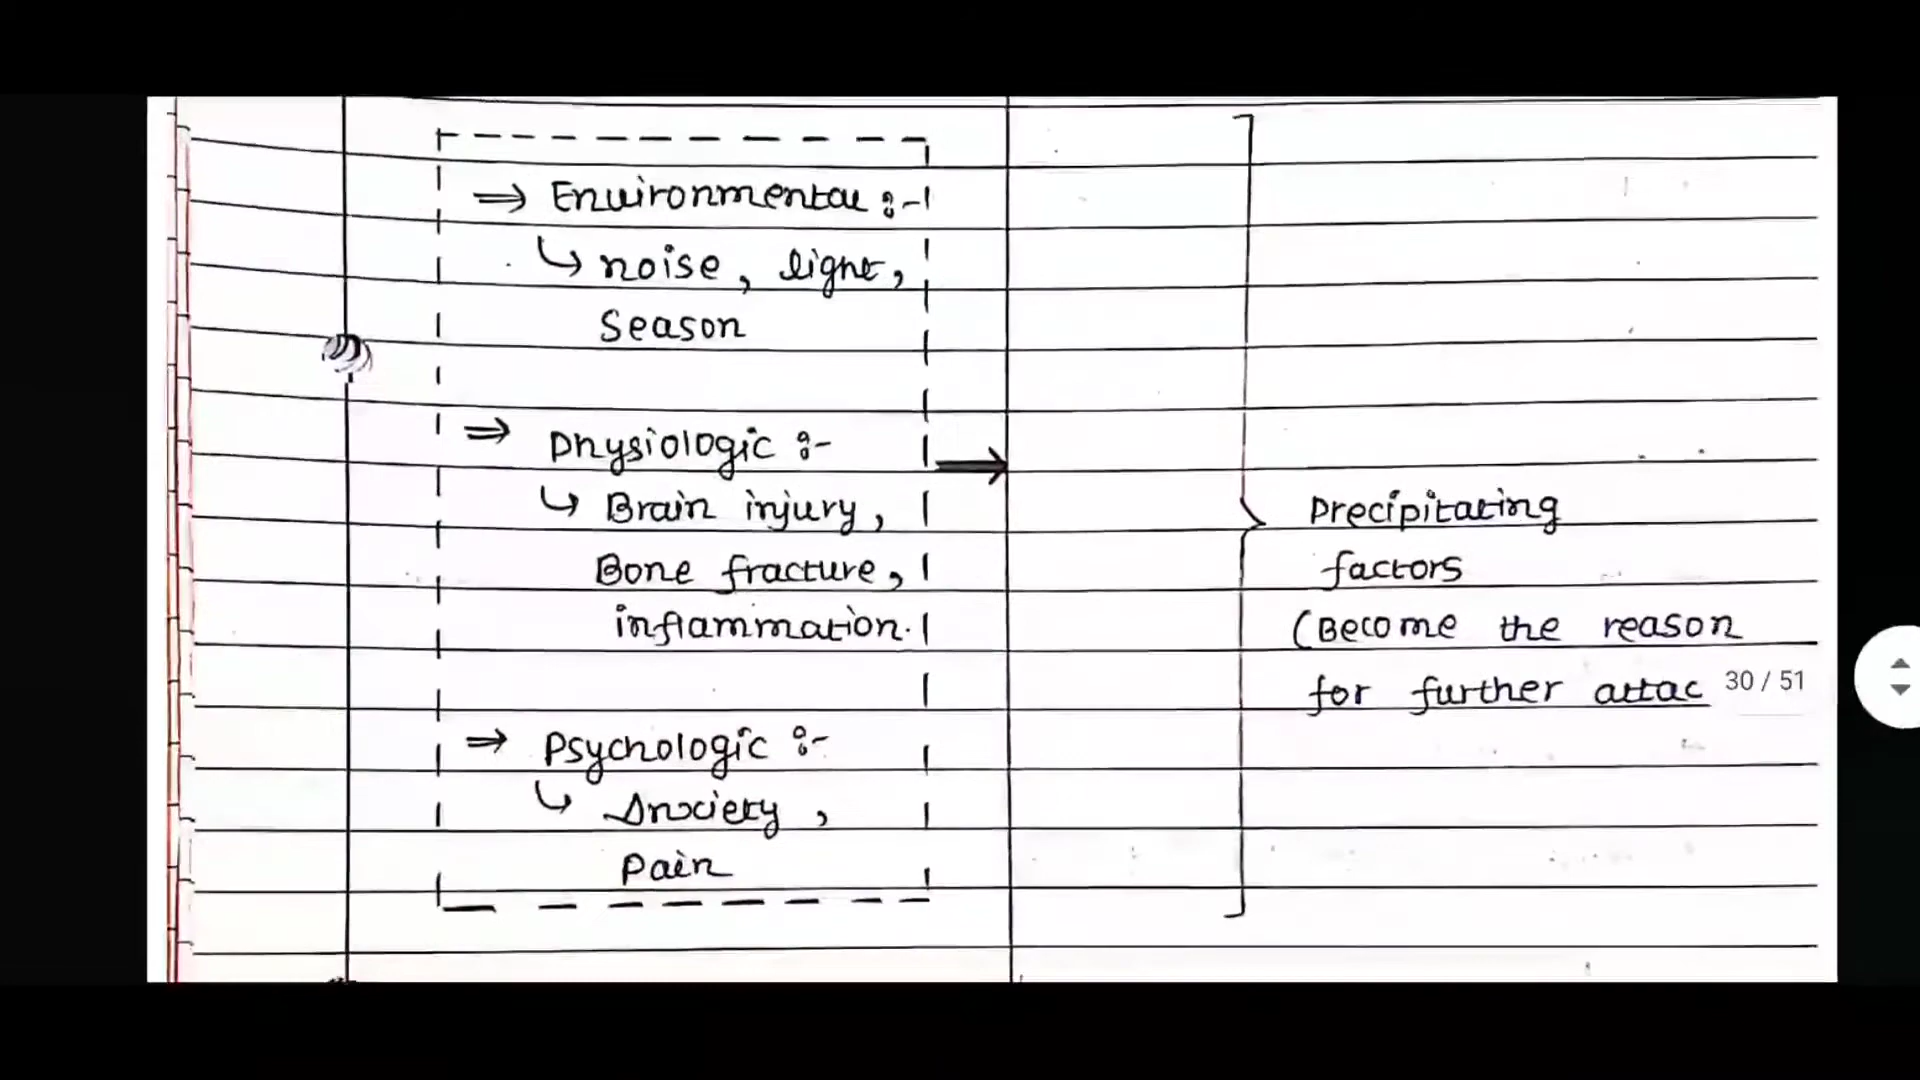 ⇒ Environmental :-
↳ noise, light,
Season
⇒ Physiologic :-
↳ Brain injury,
Bone fracture,
inflammation.
⇒ Psychologic :-
↳ Anxiety,
Pain
Precipitating
factors
(Become the reason
for further attac
30 / 51